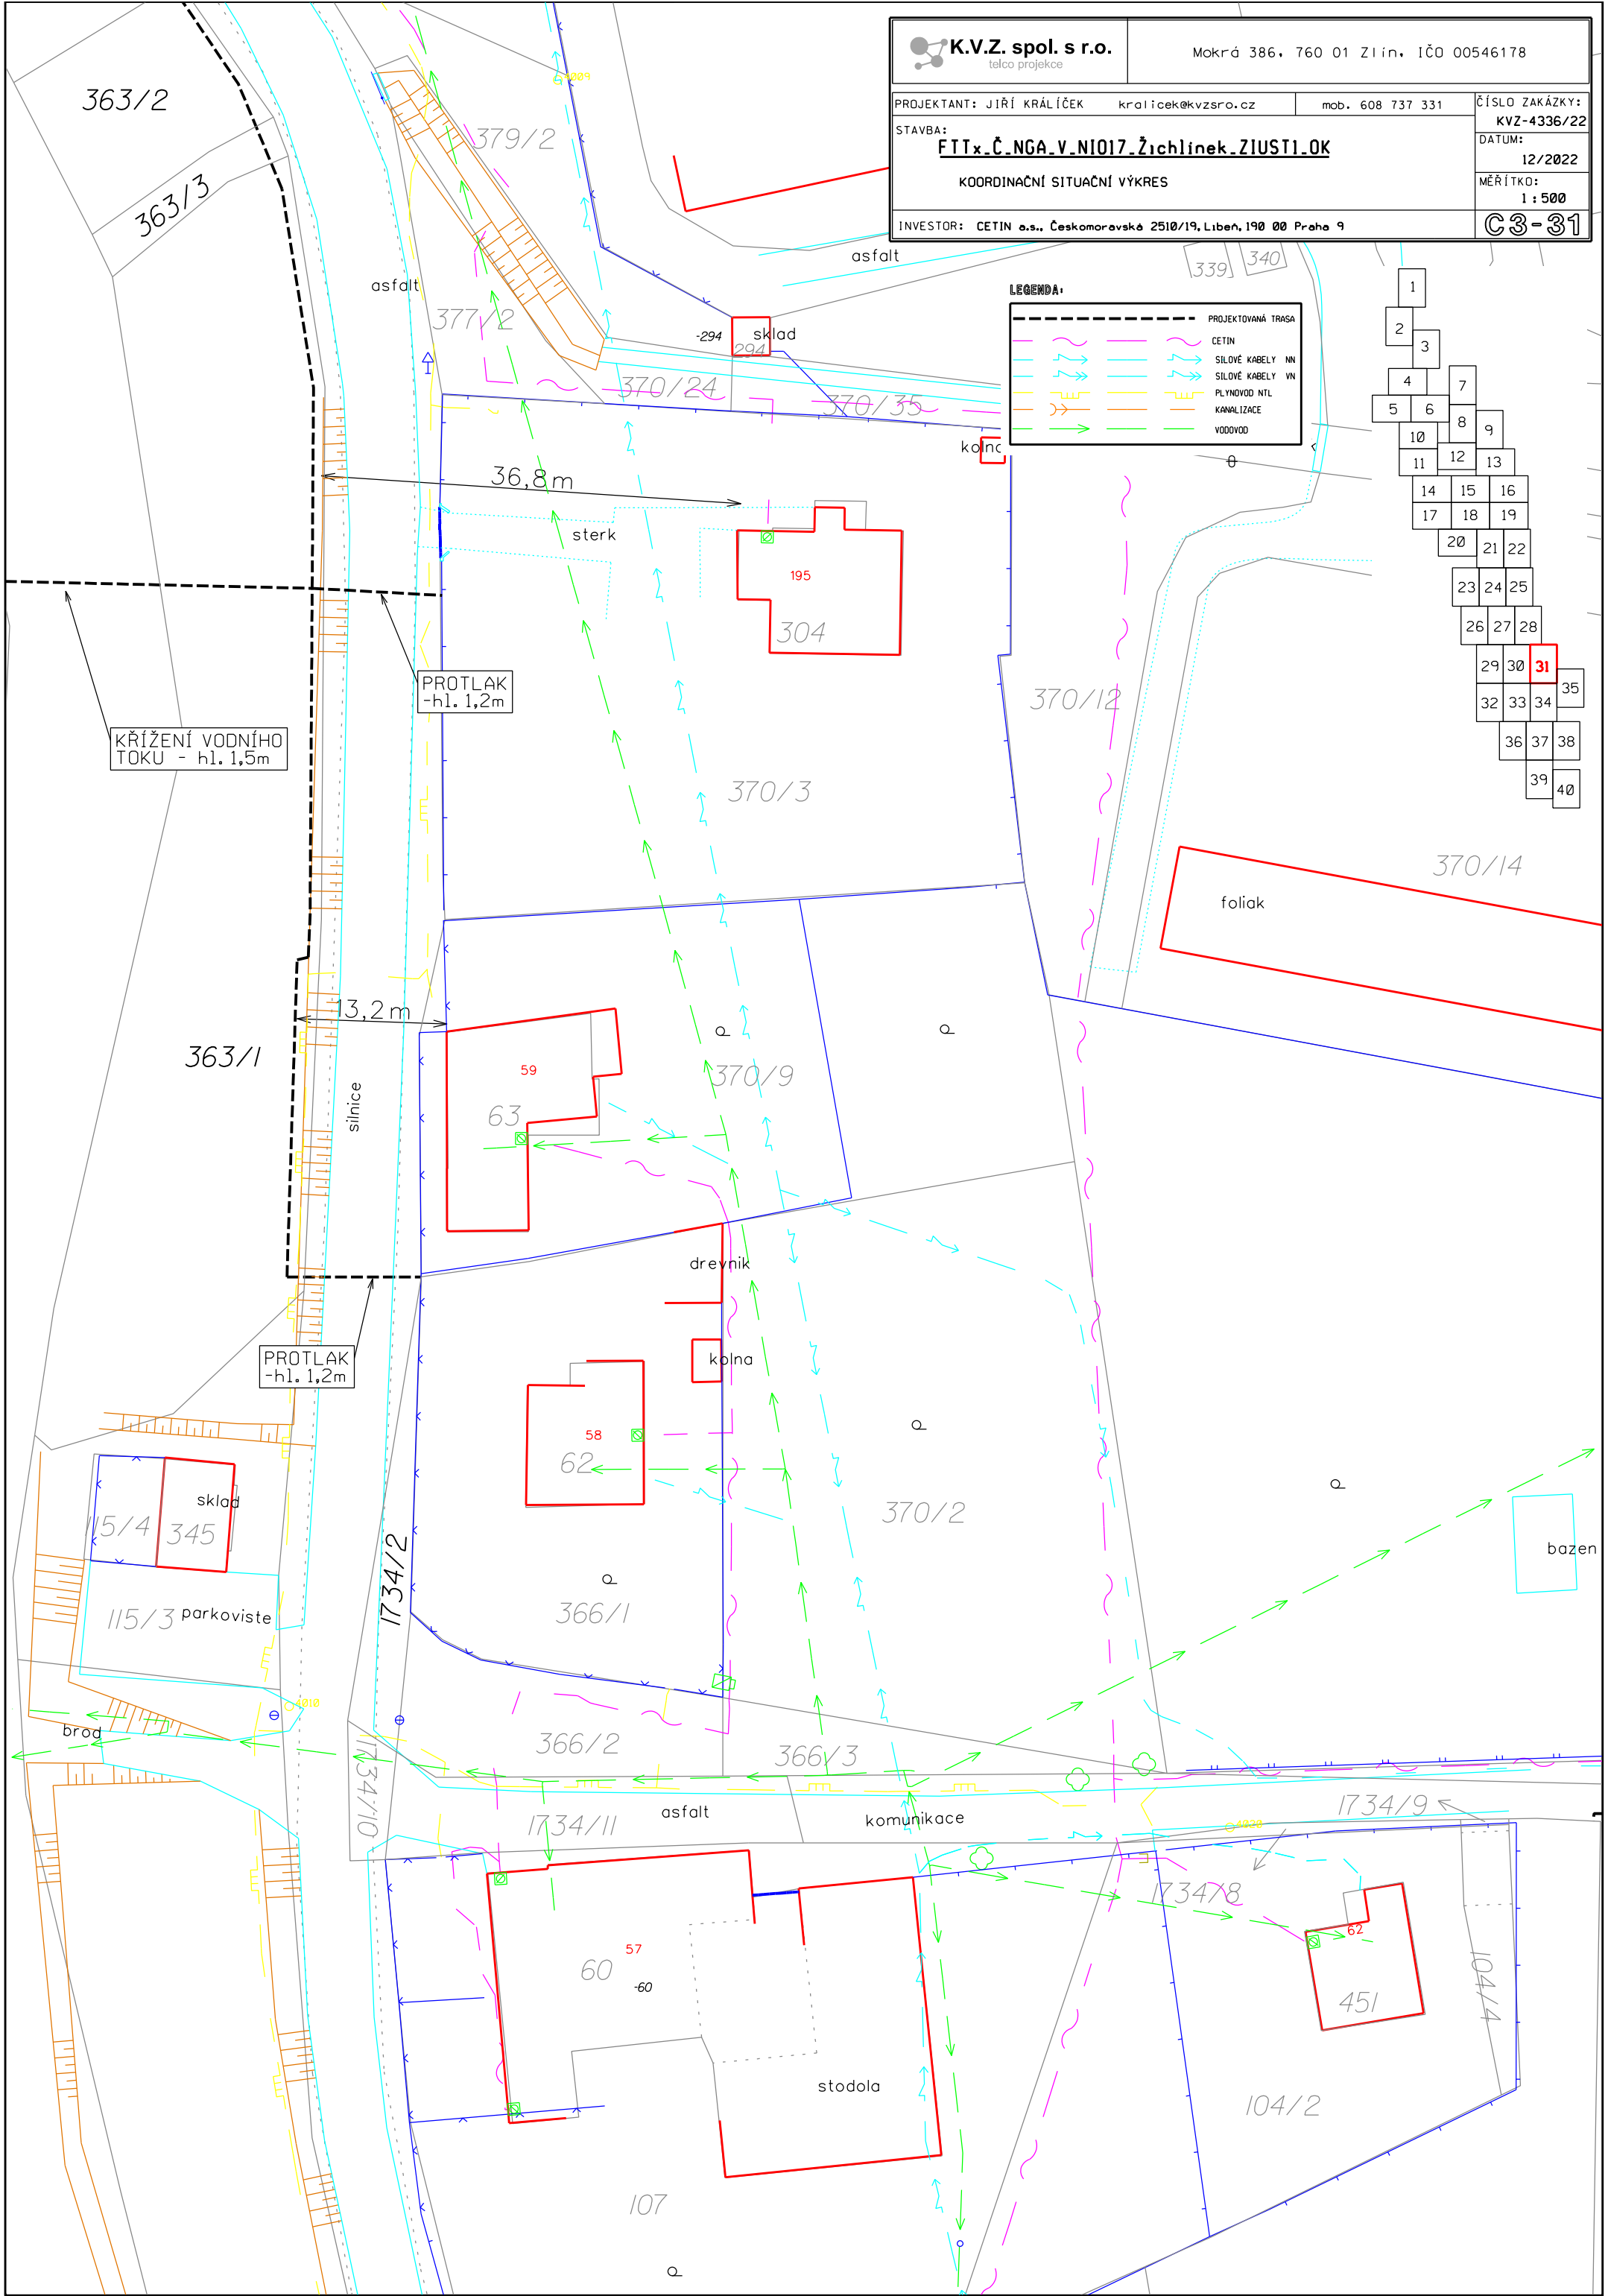 K.V.Z. spol. s r.o.
telco projekce
Mokrá 386, 760 01 Zlín, IČO 00546178
PROJEKTANT: JIŘÍ KRÁLÍČEK kralicek@kvzsro.cz mob. 608 737 331
ČÍSLO ZAKÁZKY:
KVZ-4336/22
STAVBA:
FTTx_Č_NGA_V_NIO17_Žichlínek_ZIUST1_OK
DATUM:
12/2022
KOORDINAČNÍ SITUAČNÍ VÝKRES
MĚŘÍTKO:
1:500
INVESTOR: CETIN a.s., Českomoravská 2510/19, Libeň, 190 00 Praha 9
C3-31
LEGENDA:
PROJEKTOVANÁ TRASA
CETIN
SILOVÉ KABELY NN
SILOVÉ KABELY VN
PLYNOVOD NTL
KANALIZACE
VODOVOD
1
2
3
4
7
5 6
8
9
10
12
11
13
14 15 16
17 18 19
20
21 22
23 24 25
26 27 28
29 30 31
35
32 33 34
36 37 38
39
40
363/2
363/3
4009
379/2
asfalt
asfalt
339
340
377/2
-294
sklad
294
370/24
370/35
kolna
36,8m
sterk
195
304
PROTLAK
-hl. 1,2m
370/12
KŘÍŽENÍ VODNÍHO
TOKU - hl. 1,5m
370/3
370/14
foliak
13,2m
363/1
59
370/9
63
silnice
drevnik
PROTLAK
-hl. 1,2m
kolna
58
62
sklad
115/4
345
370/2
bazen
1734/2
115/3
parkoviste
366/1
4010
brod
366/2
366/3
1734/10
1734/11
asfalt
komunikace
1734/9
1734/8
57
60
-60
62
451
104/4
stodola
104/2
107